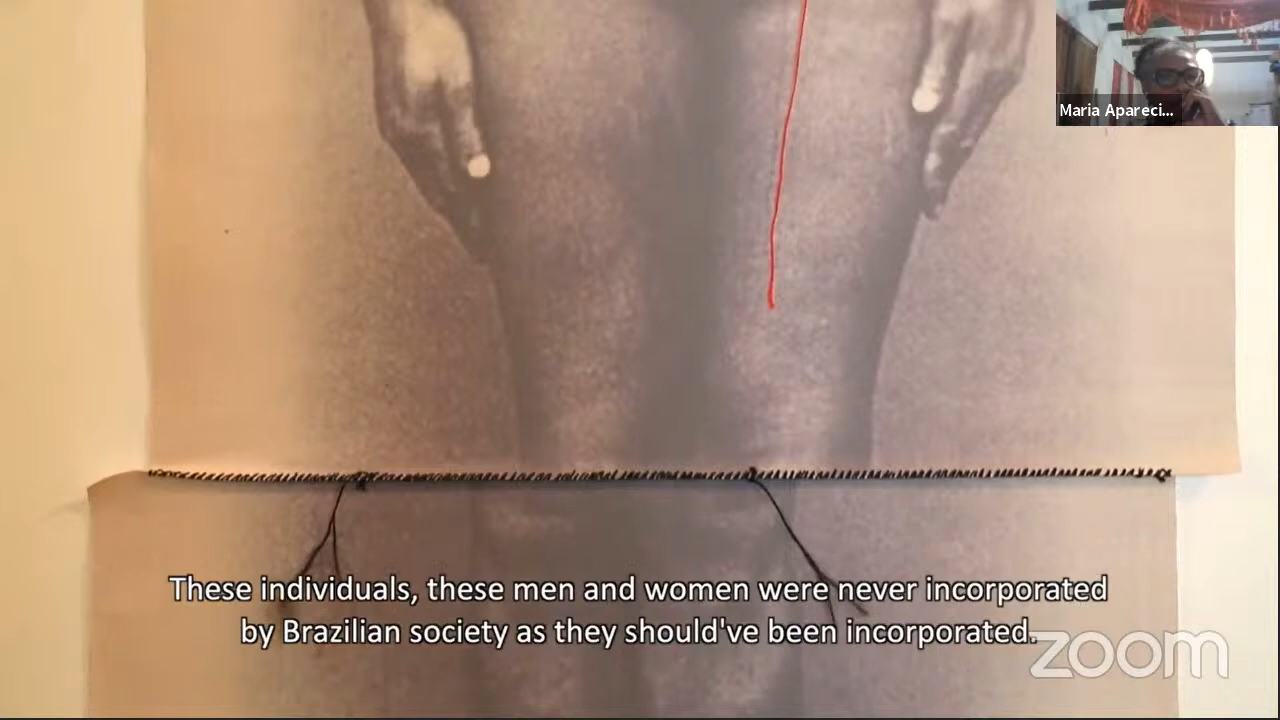 Maria Apareci...
These individuals, these men and women were never incorporated
by Brazilian society as they should've been incorporated.
zoom